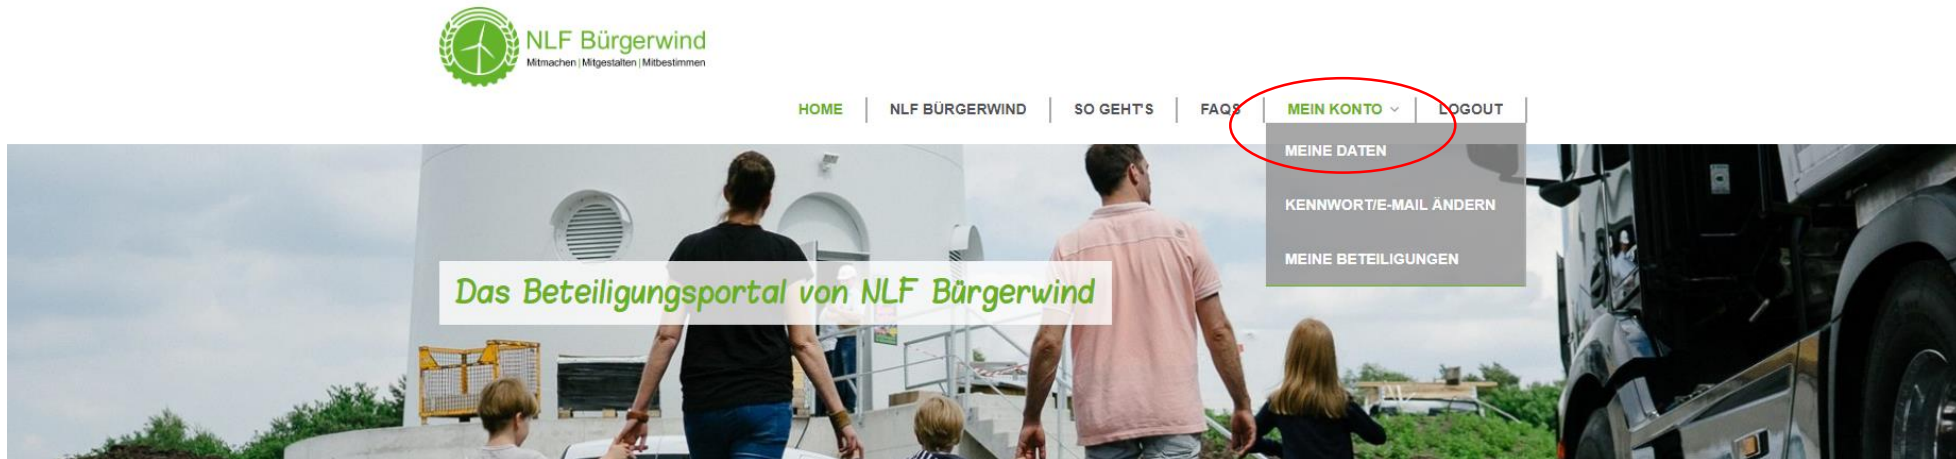 NLF Bürgerwind
Mitmachen | Mitgestalten | Mitbestimmen
HOME | NLF BÜRGERWIND | SO GEHT'S | FAQS | MEIN KONTO | LOGOUT
MEINE DATEN
KENNWORT/E-MAIL ÄNDERN
MEINE BETEILIGUNGEN
Das Beteiligungsportal von NLF Bürgerwind